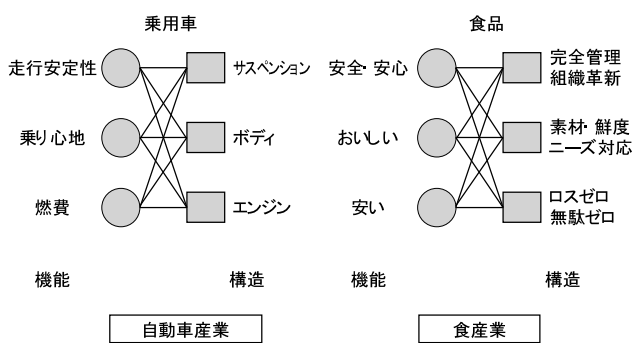 乗用車
走行安定性
サスペンション
乗り心地
ボディ
燃費
エンジン
機能
構造
自動車産業
食品
安全・安心
完全管理
組織革新
おいしい
素材・鮮度
ニーズ対応
安い
ロスゼロ
無駄ゼロ
機能
構造
食産業